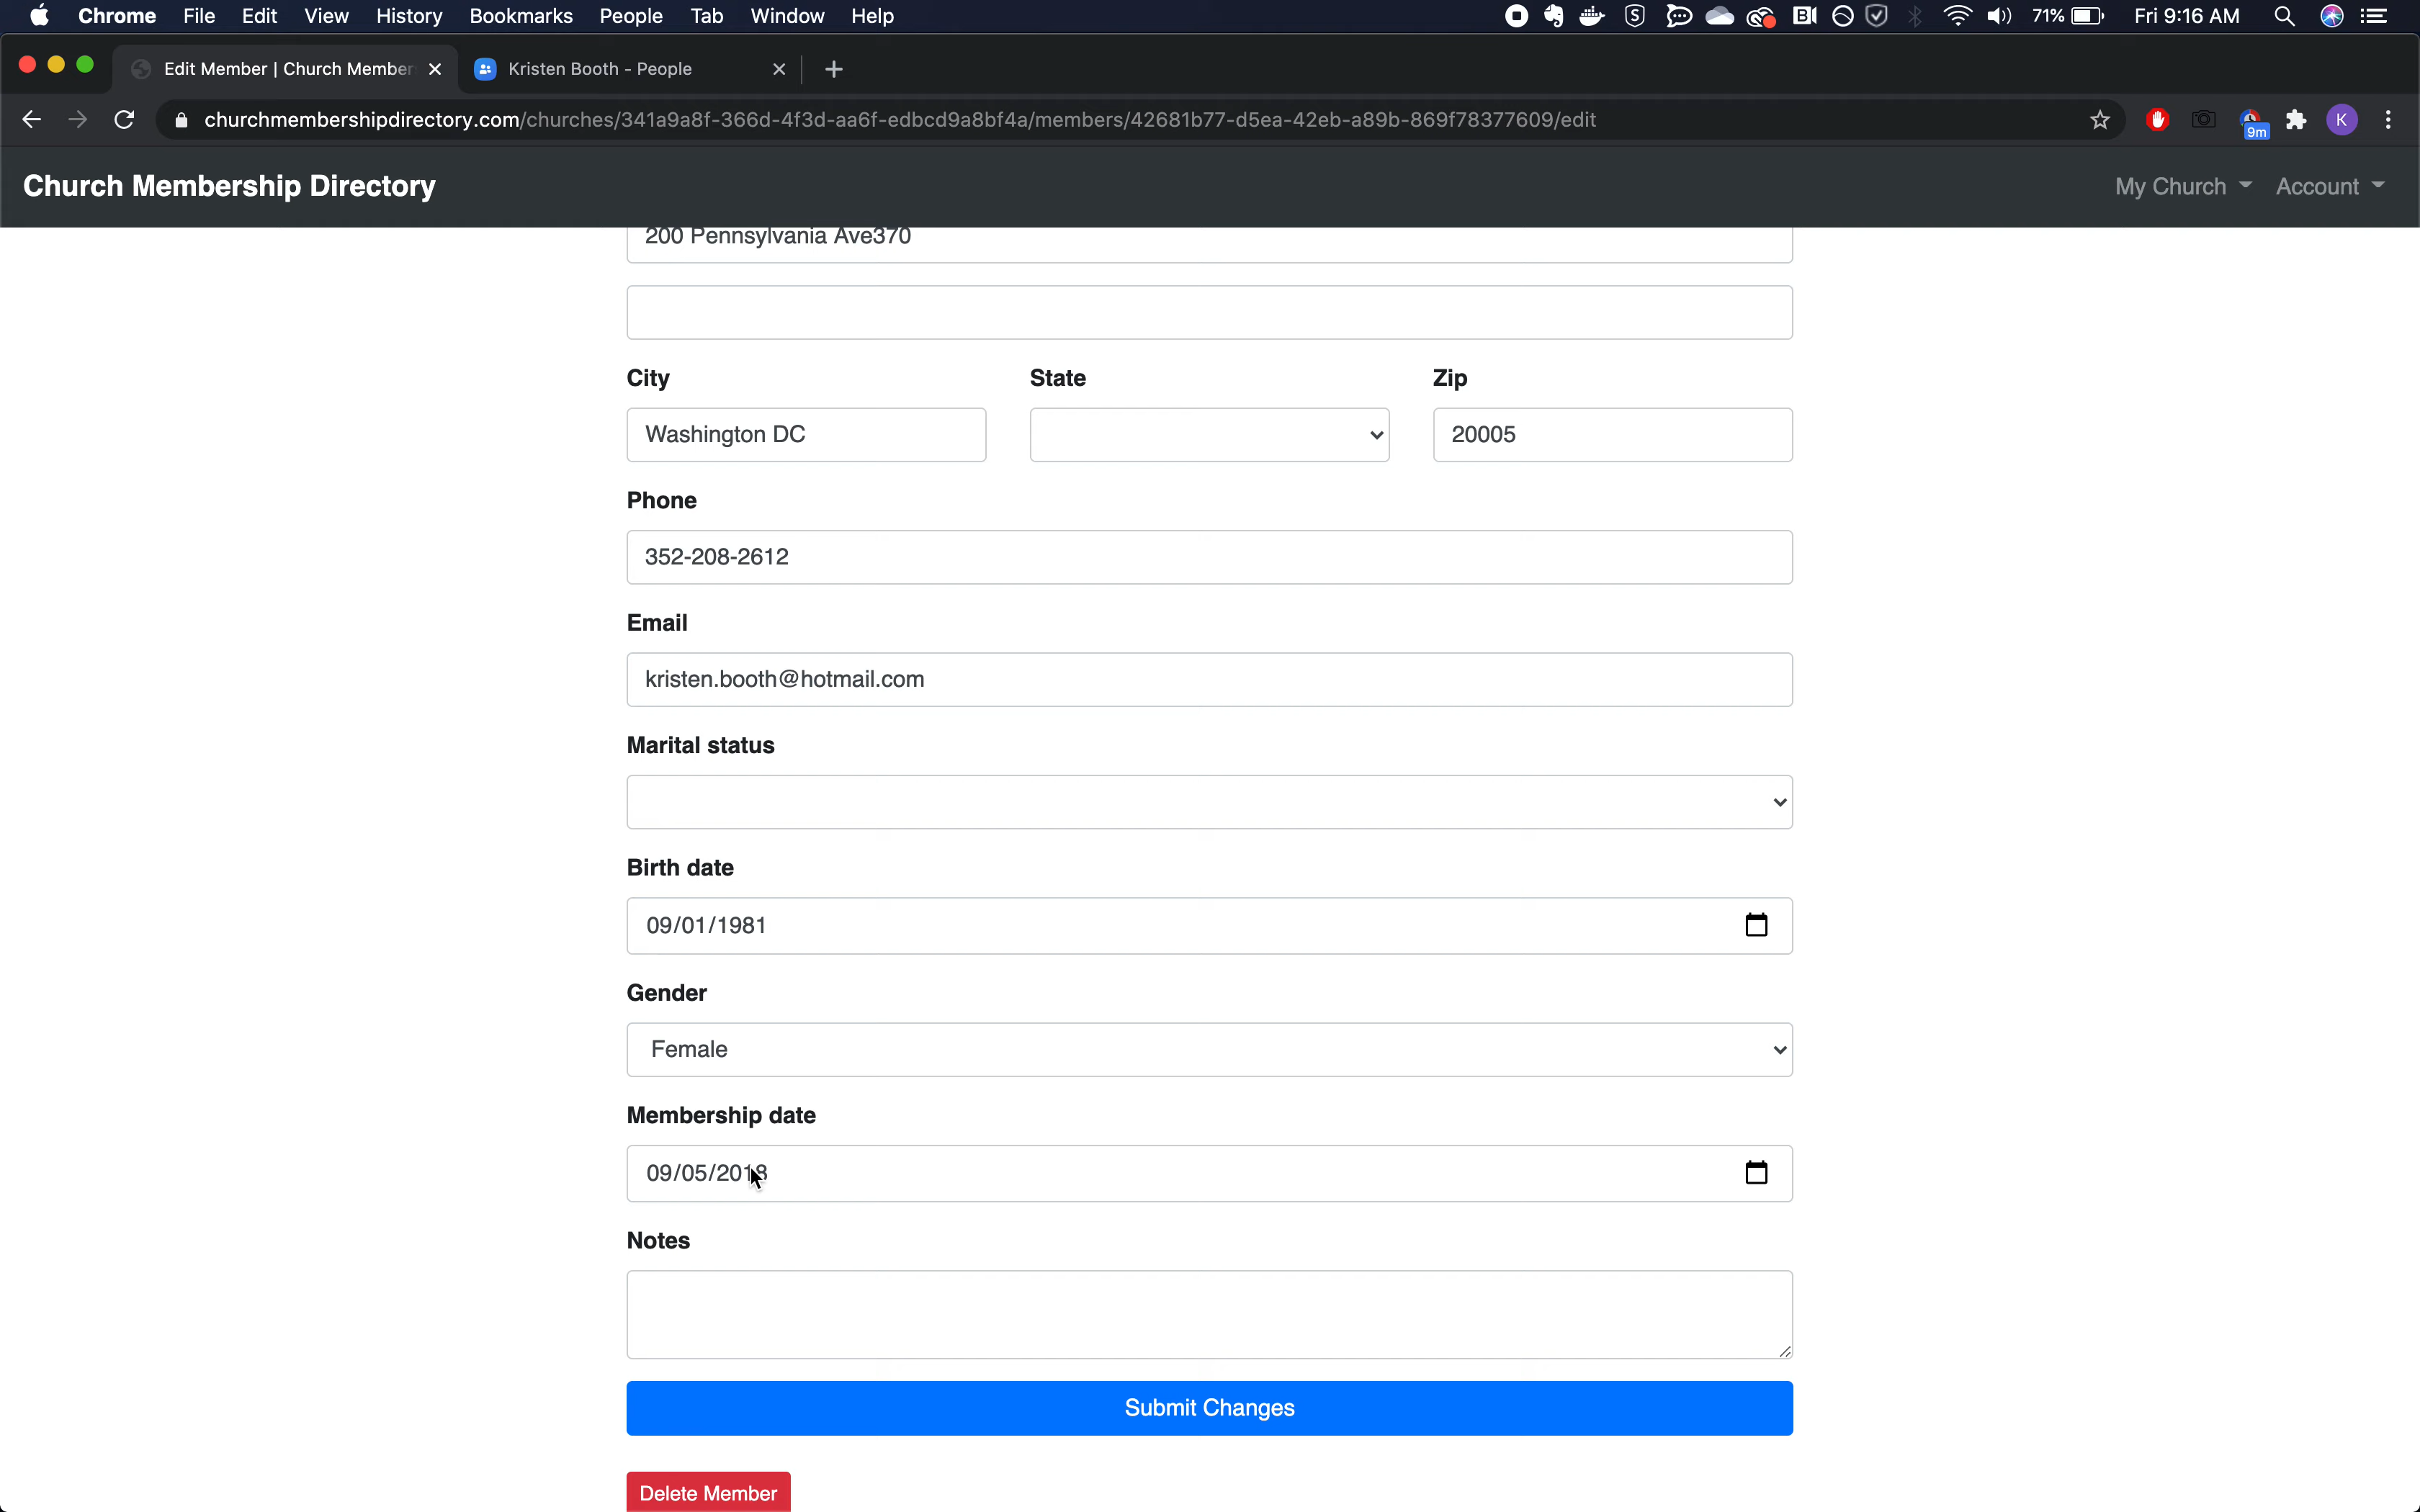 Chrome File Edit View History Bookmarks People Tab Window Help 71% Fri 9:16 AM
Edit Member | Church Member Kristen Booth - People
churchmembershipdirectory.com/churches/341a9a8f-366d-4f3d-aa6f-edbcd9a8bf4a/members/42681b77-d5ea-42eb-a89b-869f78377609/edit
K
9m
Church Membership Directory My Church Account
200 Pennsylvania Ave370
City State Zip
Washington DC 20005
Phone
352-208-2612
Email
kristen.booth@hotmail.com
Marital status
Birth date
09/01/1981
Gender
Female
Membership date
09/05/2018
Notes
Submit Changes
Delete Member